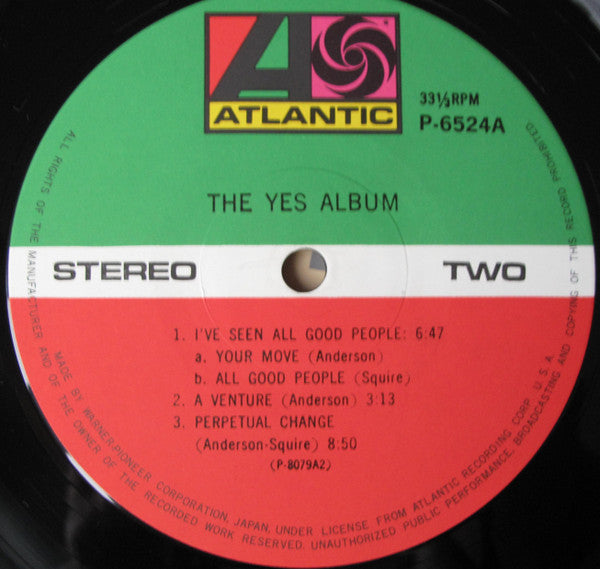 ATLANTIC
33⅓RPM
P-6524A
THE YES ALBUM
STEREO
TWO
1. I'VE SEEN ALL GOOD PEOPLE: 6:47
a. YOUR MOVE (Anderson)
b. ALL GOOD PEOPLE (Squire)
2. A VENTURE (Anderson) 3:13
3. PERPETUAL CHANGE
(Anderson-Squire) 8:50
(P-8079A2)
MADE BY WARNER-PIONEER CORPORATION, JAPAN, UNDER LICENSE FROM ATLANTIC RECORDING CORP. U.S.A.
ALL RIGHTS OF THE MANUFACTURER AND OF THE OWNER OF THE RECORDED WORK RESERVED. UNAUTHORIZED PUBLIC PERFORMANCE, BROADCASTING AND COPYING OF THIS RECORD PROHIBITED.